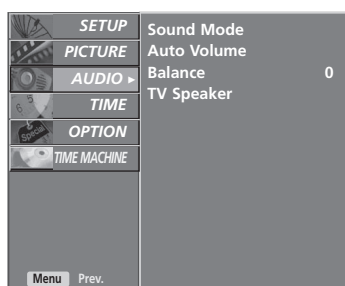 SETUP
PICTURE
AUDIO ►
TIME
OPTION
TIME MACHINE
Sound Mode
Auto Volume
Balance 0
TV Speaker
Menu Prev.